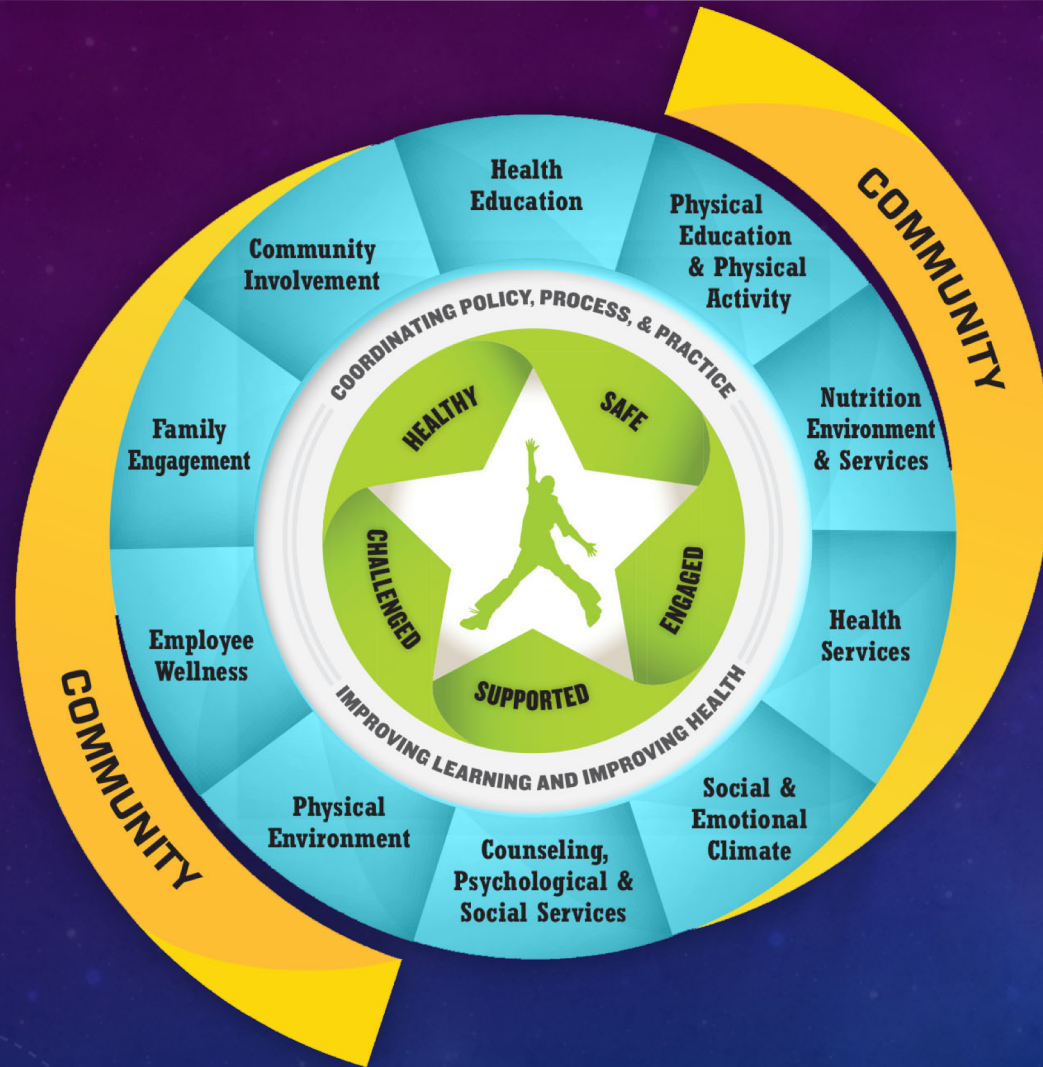 COMMUNITY
Health
Education
Physical
Education
& Physical
Activity
Nutrition
Environment
& Services
Health
Services
Social &
Emotional
Climate
Counseling,
Psychological &
Social Services
Physical
Environment
Employee
Wellness
Family
Engagement
Community
Involvement
COMMUNITY
COORDINATING POLICY, PROCESS, & PRACTICE
IMPROVING LEARNING AND IMPROVING HEALTH
HEALTHY
SAFE
ENGAGED
SUPPORTED
CHALLENGED